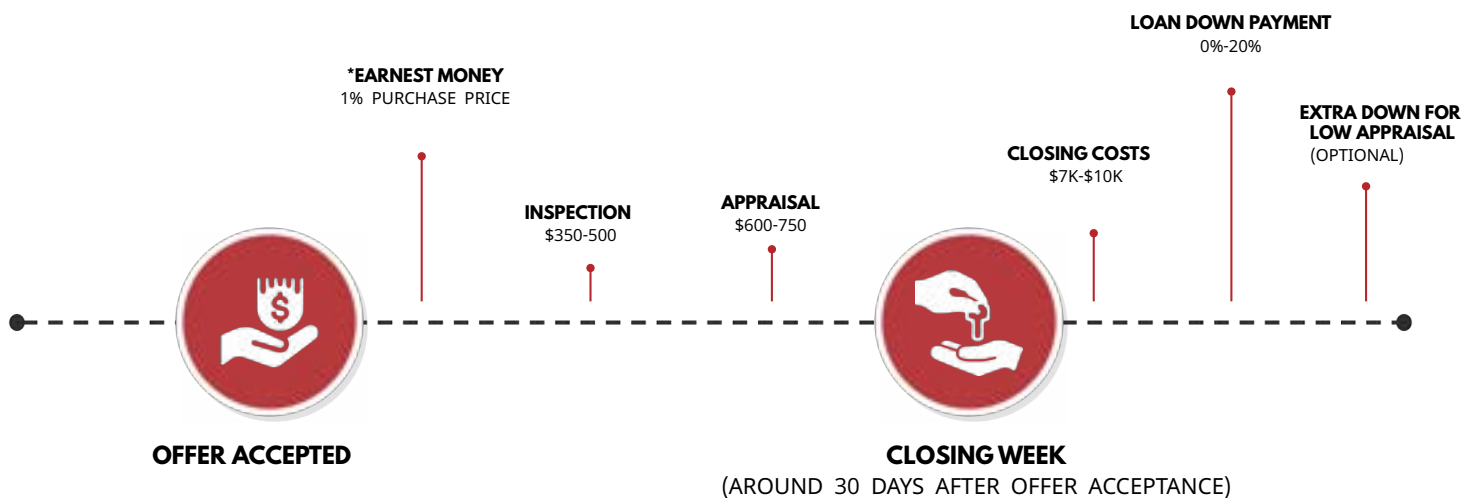 *EARNEST MONEY
1% PURCHASE PRICE
INSPECTION
$350-500
APPRAISAL
$600-750
CLOSING COSTS
$7K-$10K
LOAN DOWN PAYMENT
0%-20%
EXTRA DOWN FOR
LOW APPRAISAL
(OPTIONAL)
$
OFFER ACCEPTED
CLOSING WEEK
(AROUND 30 DAYS AFTER OFFER ACCEPTANCE)